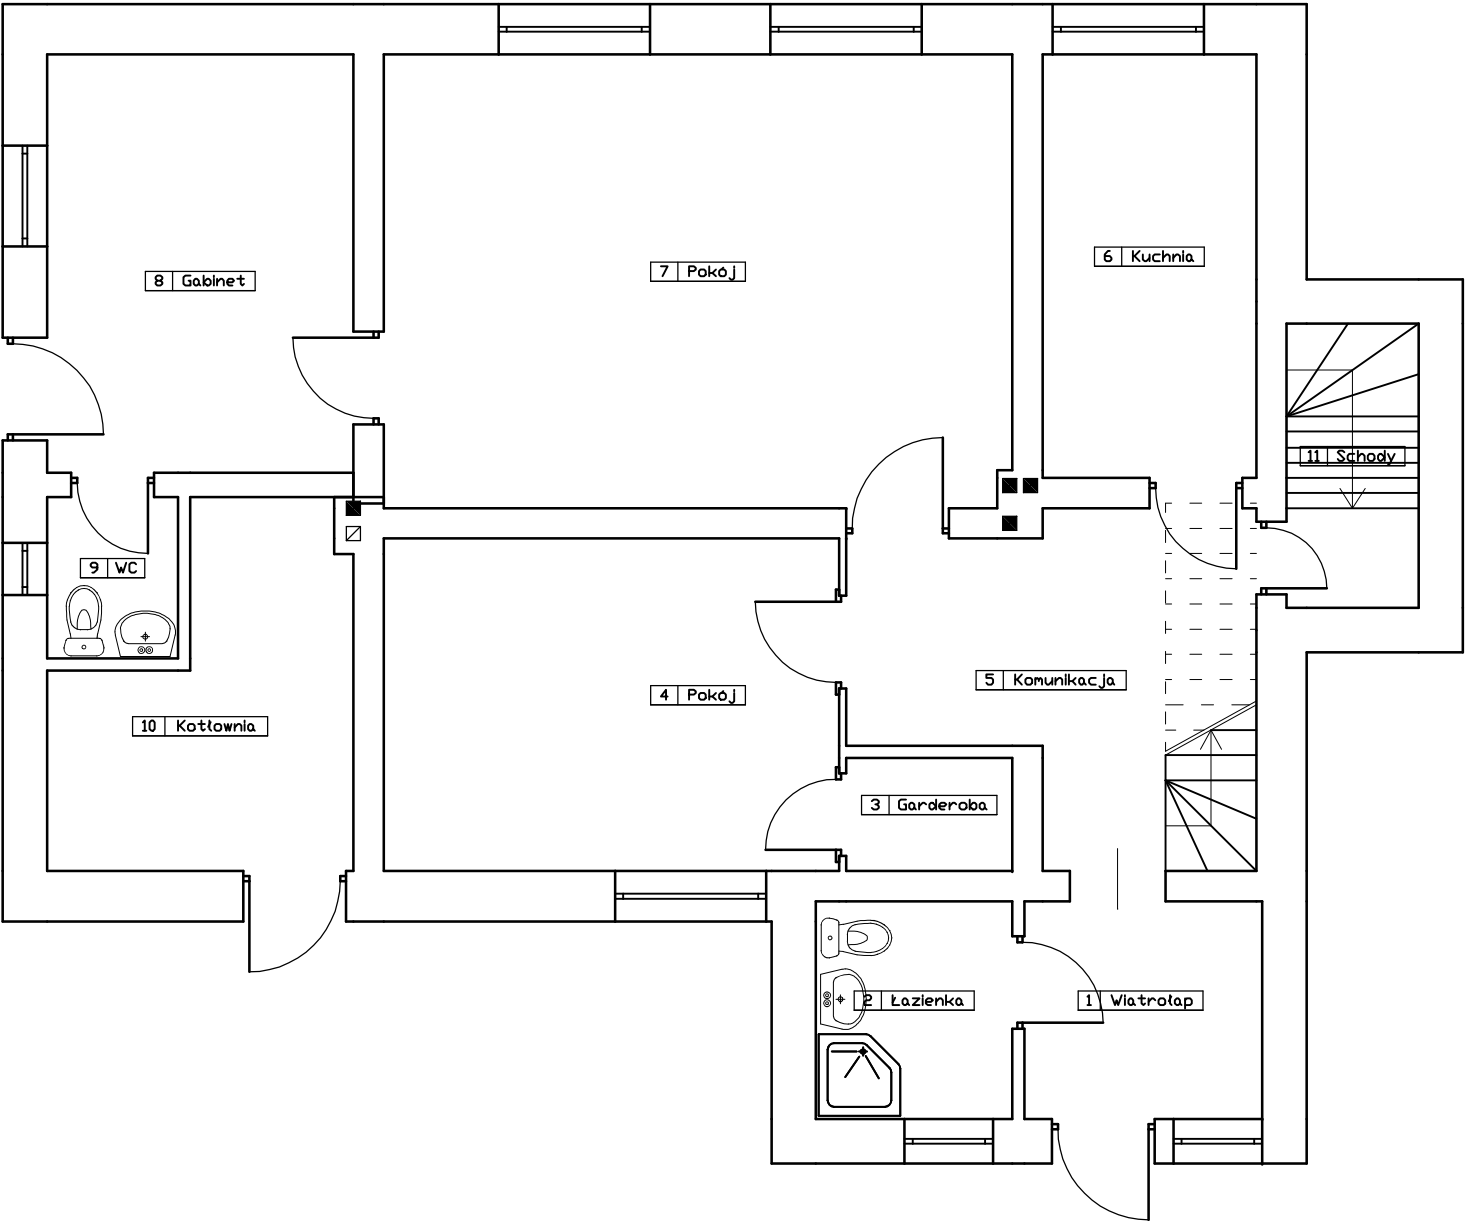 6 Kuchnia
7 Pokój
8 Gabinet
11 Schody
9 WC
5 Komunikacja
4 Pokój
10 Kotłownia
3 Garderoba
2 Łazienka
1 Wiatrołap